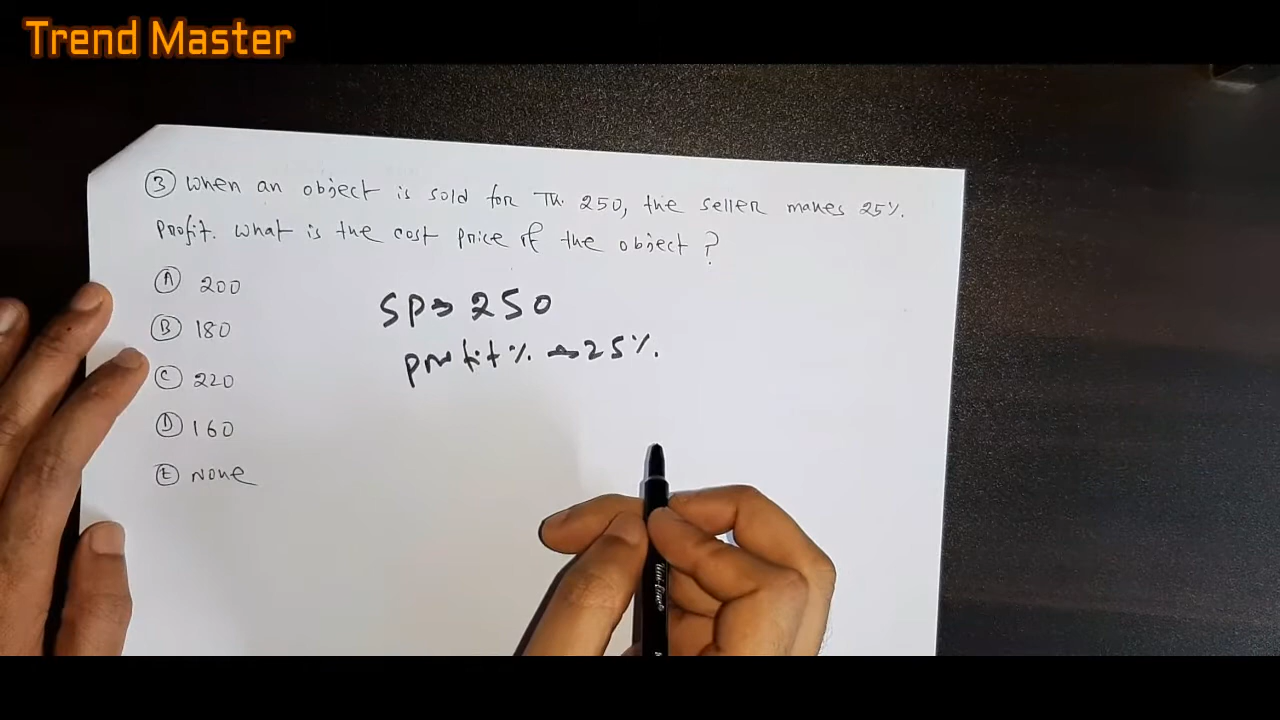 Trend Master
③ When an object is sold for Tk. 250, the seller makes 25%.
Profit. What is the cost price of the object ?
Ⓐ 200
Ⓑ 180
Ⓒ 220
Ⓓ 160
Ⓔ None
SP⇒ 250
profit % ⇒ 25%.